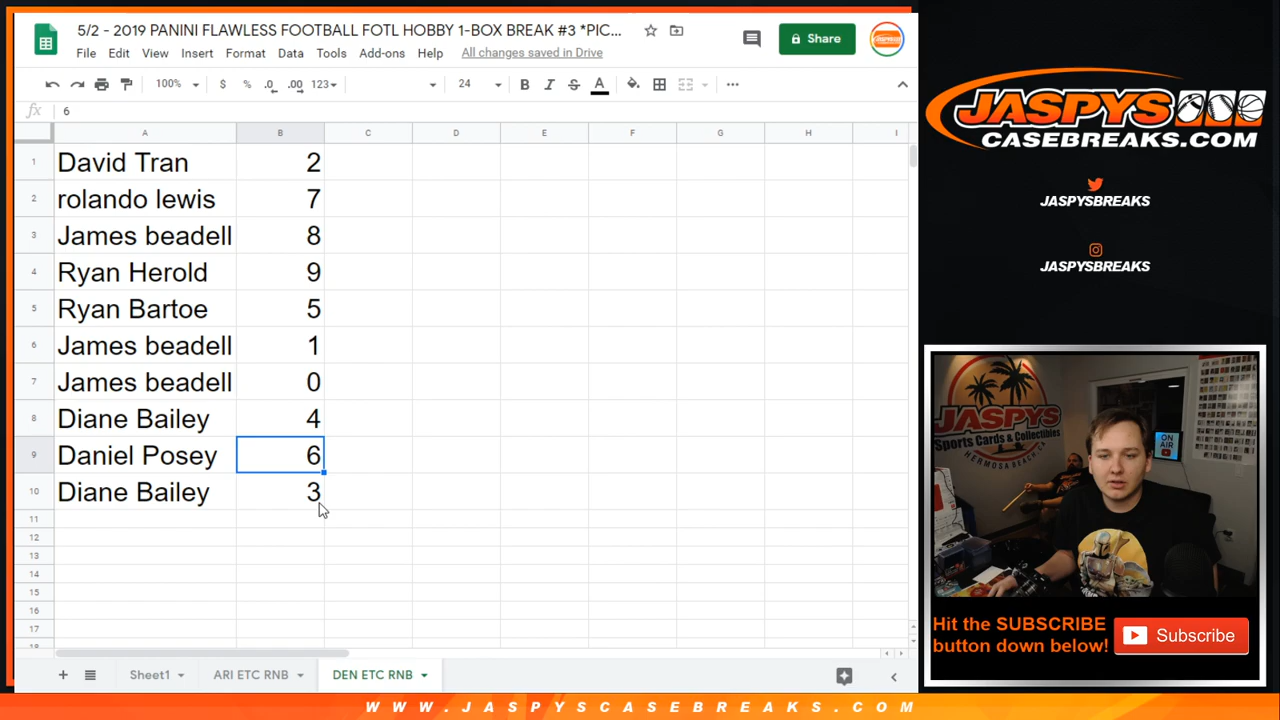 5/2 - 2019 PANINI FLAWLESS FOOTBALL FOTL HOBBY 1-BOX BREAK #3 *PIC...
File Edit View Insert Format Data Tools Add-ons Help All changes saved in Drive
Share
100% $ % .0 .00 123 24 B I S A
fx 6
A B C D E F G H I
1 David Tran 2
2 rolando lewis 7
3 James beadell 8
4 Ryan Herold 9
5 Ryan Bartoe 5
6 James beadell 1
7 James beadell 0
8 Diane Bailey 4
9 Daniel Posey 6
10 Diane Bailey 3
11
12
13
14
15
16
17
18
Sheet1 ARI ETC RNB DEN ETC RNB
JASPYS
CASEBREAKS.COM
JASPYSBREAKS
JASPYSBREAKS
JASPYS
Sports Cards & Collectibles
HERMOSA BEACH, CA
ON AIR
Hit the SUBSCRIBE
button down below!
Subscribe
WWW.JASPYSCASEBREAKS.COM